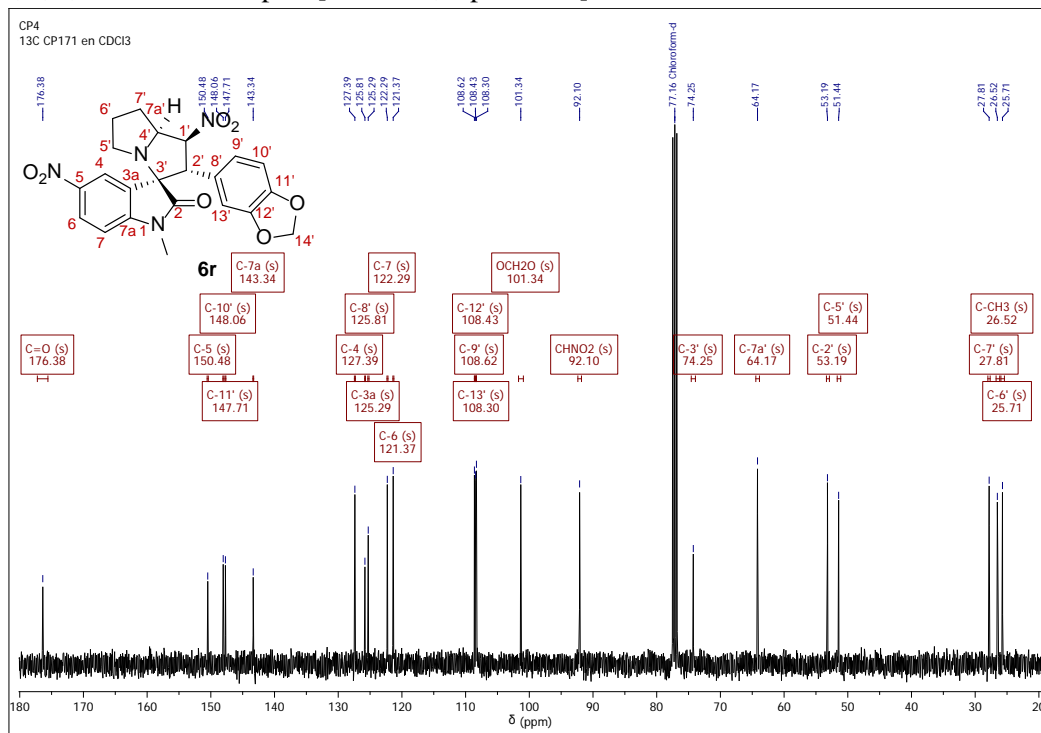 CP4
13C CP171 en CDCl3
176.38
150.48
148.06
147.71
143.34
127.39
125.81
125.29
122.29
121.37
108.62
108.43
108.30
101.34
92.10
77.16 Chloroform-d
74.25
64.17
53.19
51.44
27.81
26.52
25.71
7'
H
6'
7a'
NO2
1'
5'
4'
9'
10'
N
2'
8'
4
3'
O2N
5
3a
11'
O
2
O
13'
12'
6
N
1
O
14'
7
7a
6r
C-7a (s)
143.34
C-7 (s)
122.29
OCH2O (s)
101.34
C-10' (s)
148.06
C-8' (s)
125.81
C-12' (s)
108.43
C-5' (s)
51.44
C-CH3 (s)
26.52
C=O (s)
176.38
C-5 (s)
150.48
C-4 (s)
127.39
C-9' (s)
108.62
CHNO2 (s)
92.10
C-3' (s)
74.25
C-7a' (s)
64.17
C-2' (s)
53.19
C-7' (s)
27.81
C-11' (s)
147.71
C-3a (s)
125.29
C-13' (s)
108.30
C-6' (s)
25.71
C-6 (s)
121.37
180 170 160 150 140 130 120 110 100 90 80 70 60 50 40 30 20
δ (ppm)